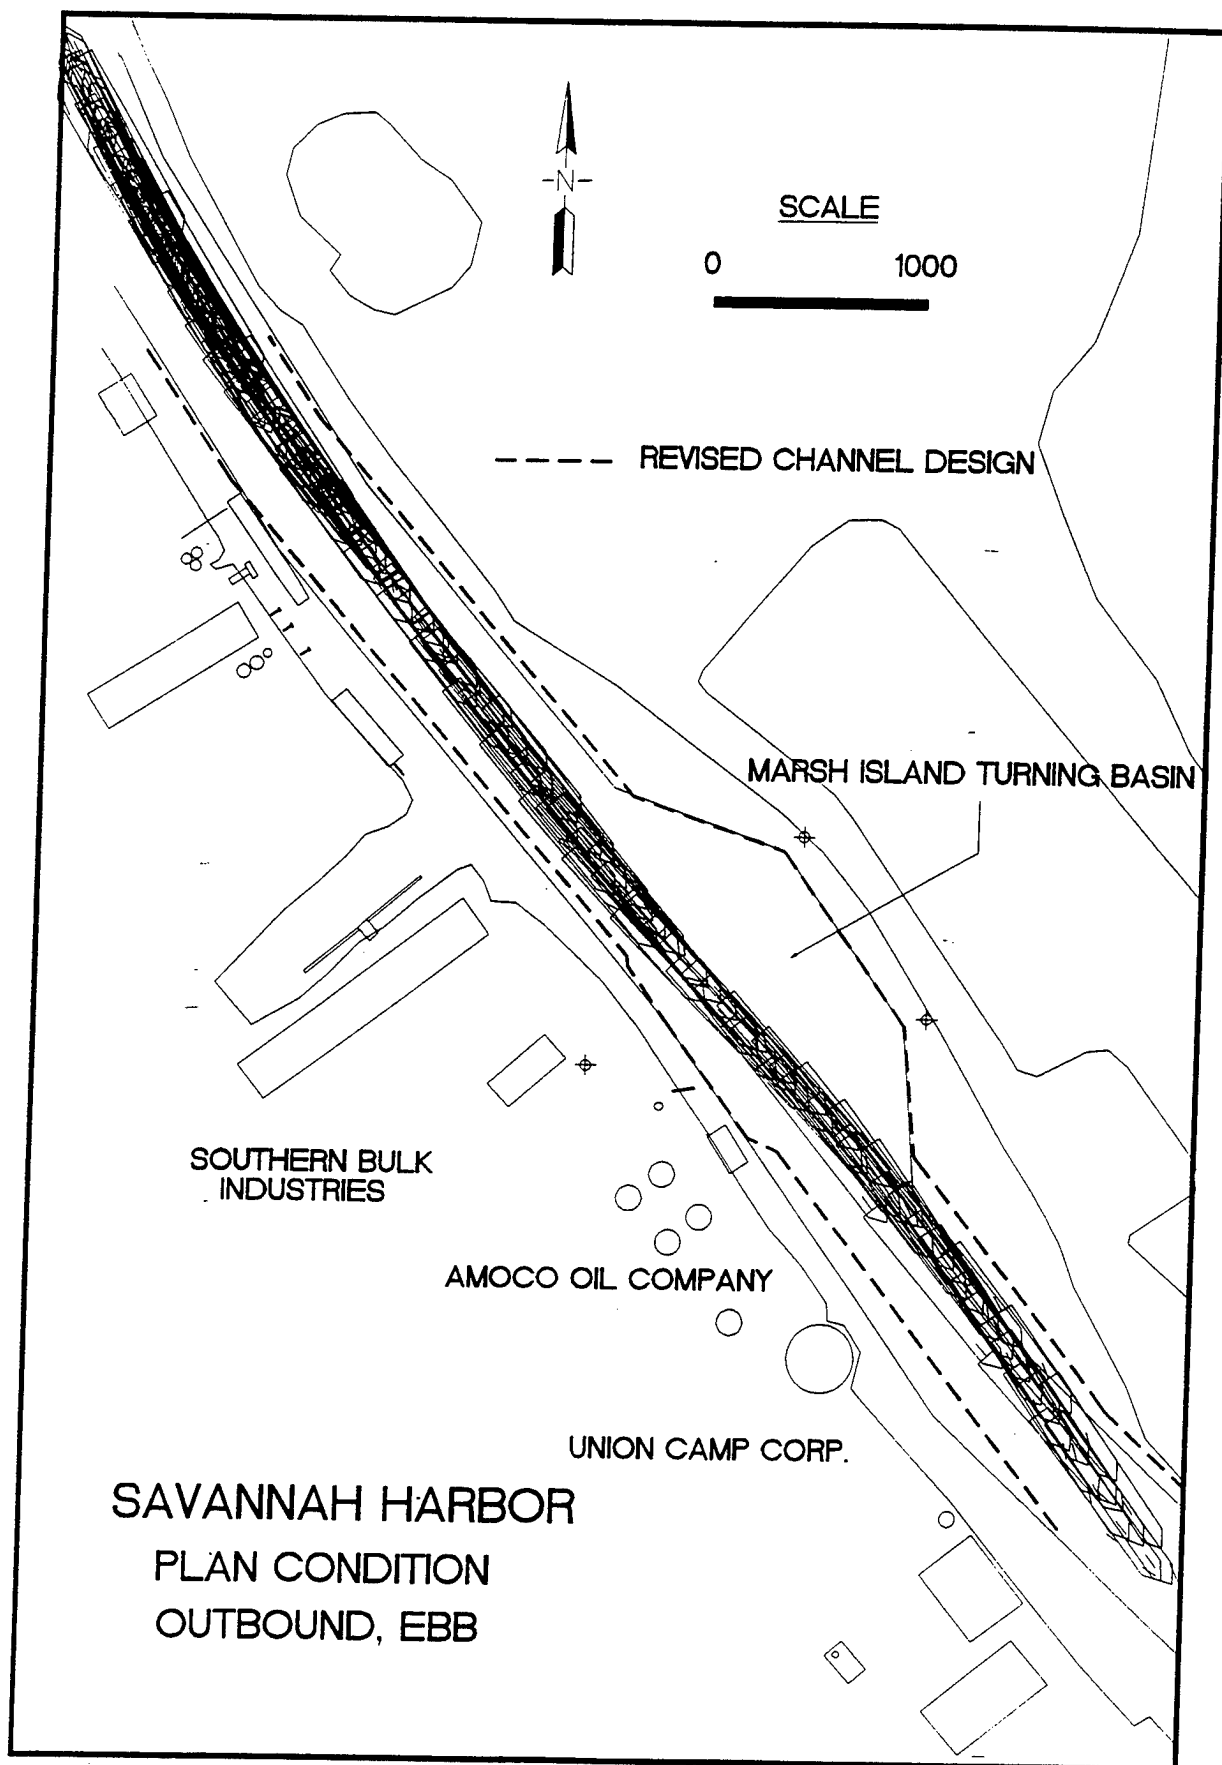 N
SCALE
0 1000
REVISED CHANNEL DESIGN
MARSH ISLAND TURNING BASIN
SOUTHERN BULK
INDUSTRIES
AMOCO OIL COMPANY
UNION CAMP CORP.
SAVANNAH HARBOR
PLAN CONDITION
OUTBOUND, EBB